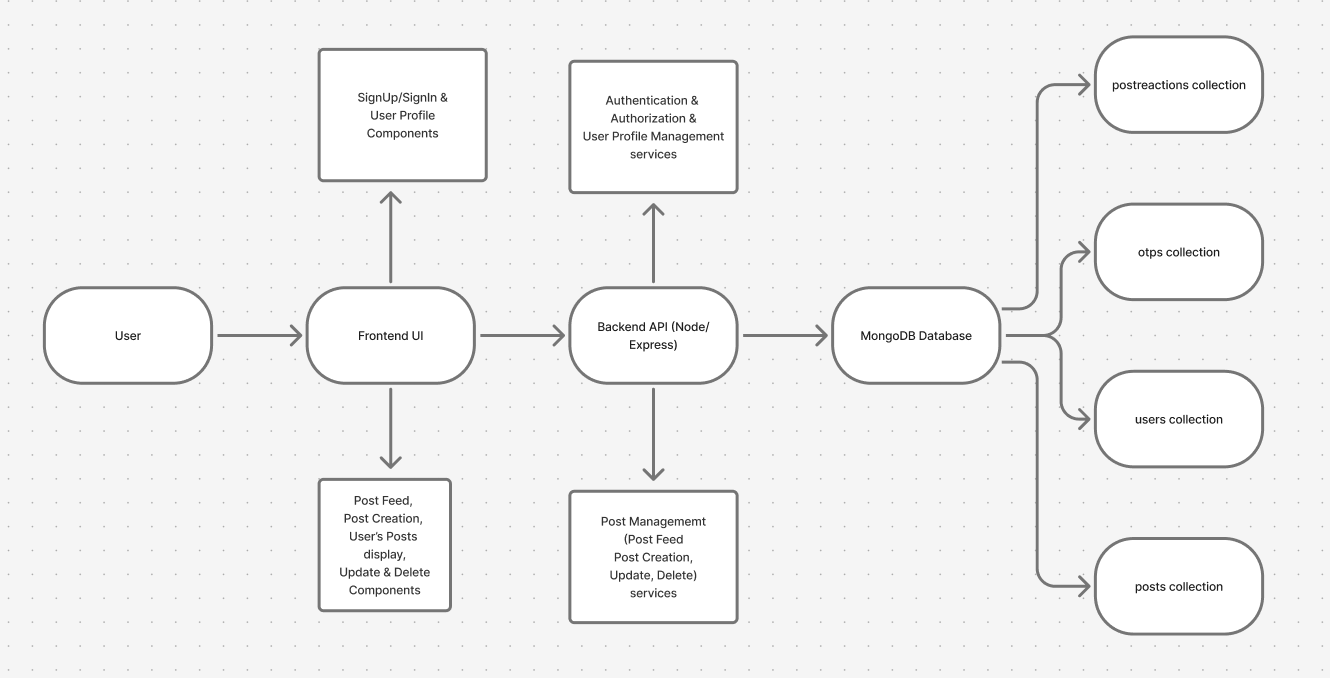 SignUp/SignIn &
User Profile
Components
Authentication &
Authorization &
User Profile Management
services
postreactions collection
otps collection
User
Frontend UI
Backend API (Node/
Express)
MongoDB Database
users collection
Post Feed,
Post Creation,
User's Posts
display,
Update & Delete
Components
Post Managememt
(Post Feed
Post Creation,
Update, Delete)
services
posts collection